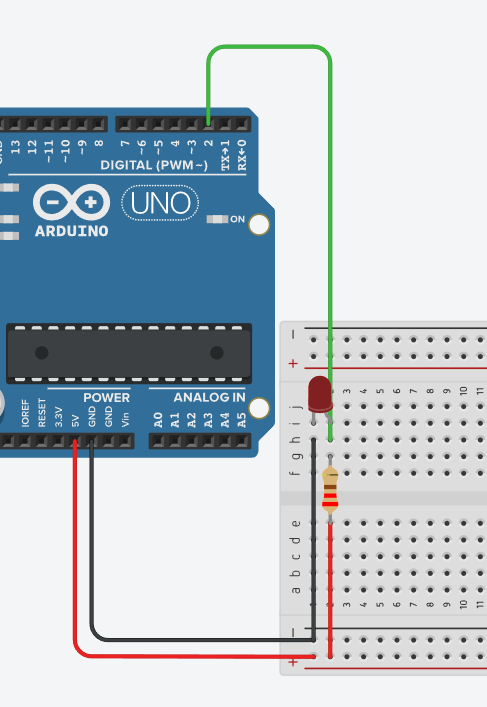 13 12 ~11 ~10 ~9 8 7 ~6 ~5 4 ~3 2 TX→1 RX←0
DIGITAL (PWM~)
UNO
ON
ARDUINO
−
+
POWER
ANALOG IN
IOREF RESET 3.3V 5V GND GND Vin A0 A1 A2 A3 A4 A5
3 4 5 6 7 8 9 10 11
j
i
h
g
f
e
d
c
b
a
3 4 5 6 7 8 9 10 11
−
+